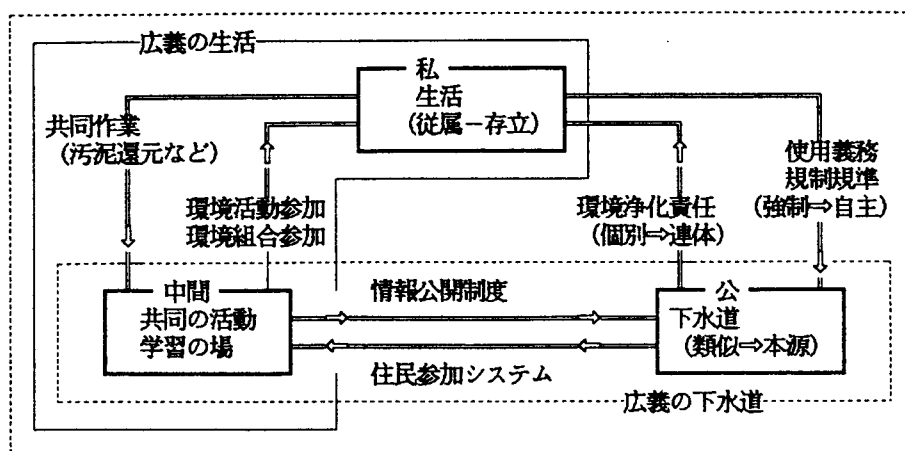 広義の生活
私
生活
(従属－存立)
共同作業
(汚泥還元など)
使用義務
規制規準
(強制⇒自主)
環境活動参加
環境組合参加
環境浄化責任
(個別⇒連体)
中間
共同の活動
学習の場
情報公開制度
公
下水道
(類似⇒本源)
住民参加システム
広義の下水道